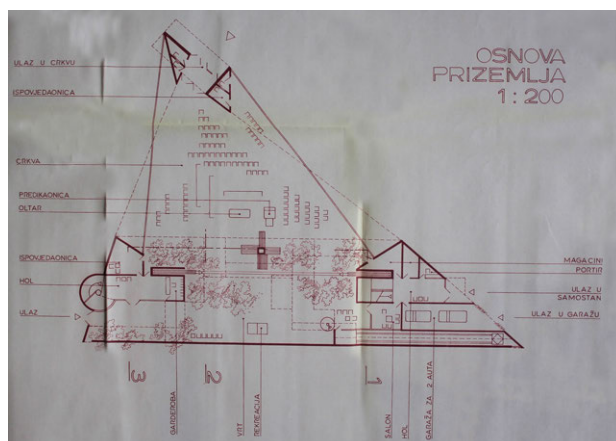 OSNOVA
PRIZEMLJA
1:200
ULAZ U CRKVU
ISPOVJEDAONICA
CRKVA
PREDIKAONICA
OLTAR
ISPOVJEDAONICA
HOL
ULAZ
MAGACINI
PORTIR
ULAZ U
SAMOSTAN
ULAZ U GARAŽU
3
2
1
GARDEROBA
VRT
REKREACIJA
SALON
HOL
GARAŽA ZA 2 AUTA